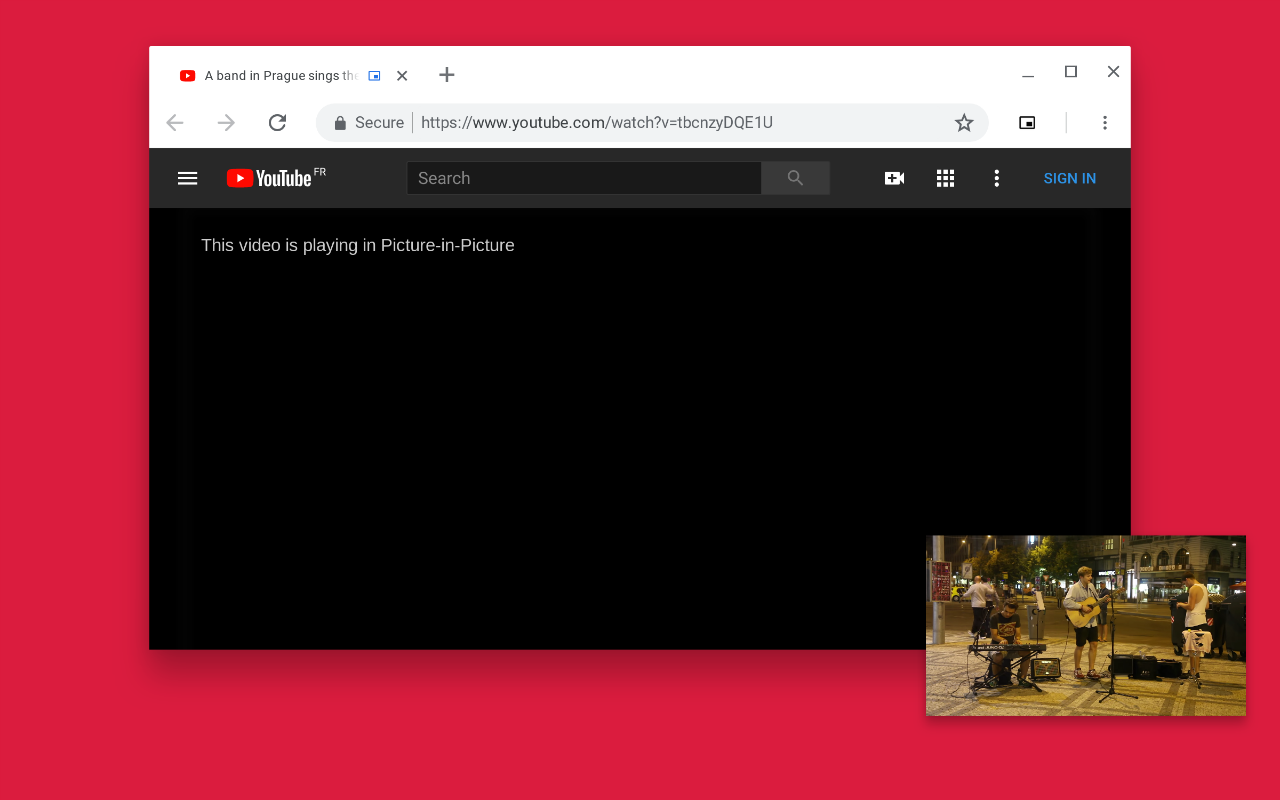 A band in Prague sings the
Secure https://www.youtube.com/watch?v=tbcnzyDQE1U
YouTube FR
Search
SIGN IN
This video is playing in Picture-in-Picture